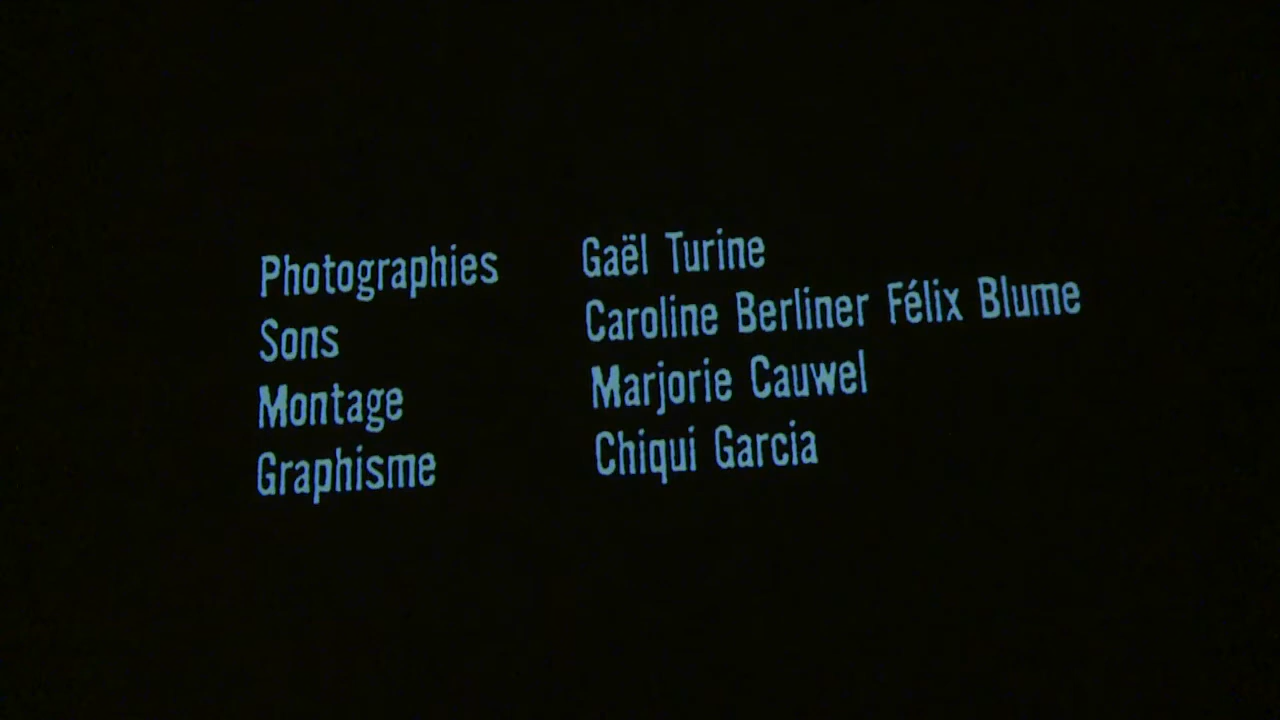 Photographies Gaël Turine
Sons Caroline Berliner Félix Blume
Montage Marjorie Cauwel
Graphisme Chiqui Garcia